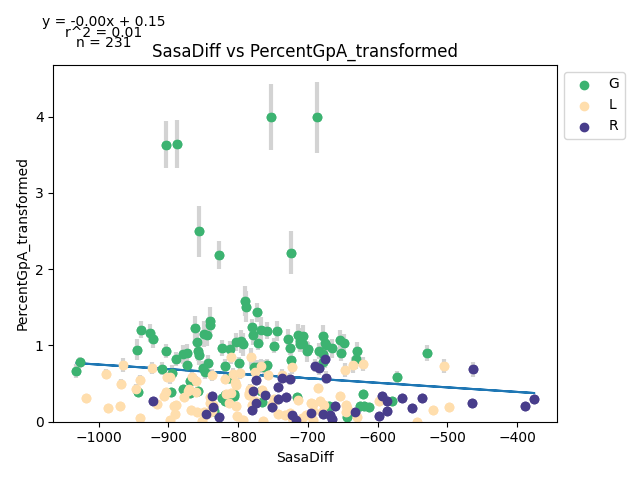 y = -0.00x + 0.15
r^2 = 0.01
n = 231
SasaDiff vs PercentGpA_transformed
G
L
R
PercentGpA_transformed
4
3
2
1
0
−1000 −900 −800 −700 −600 −500 −400
SasaDiff